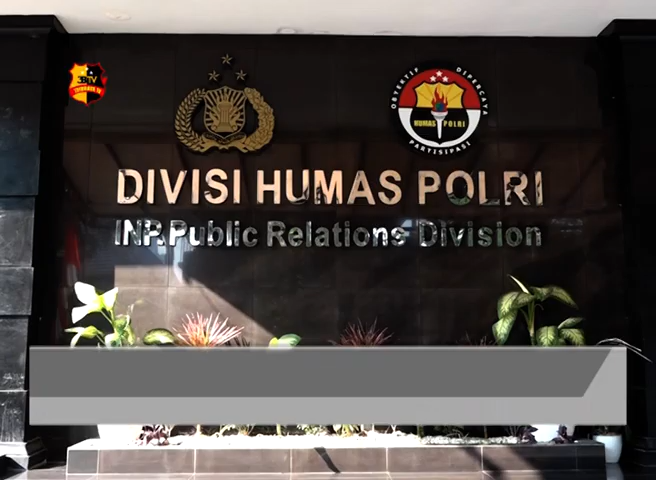 OBYEKTIF DIPERCAYA
HUMAS POLRI
PARTISIPASI
DIVISI HUMAS POLRI
INP. Public Relations Division